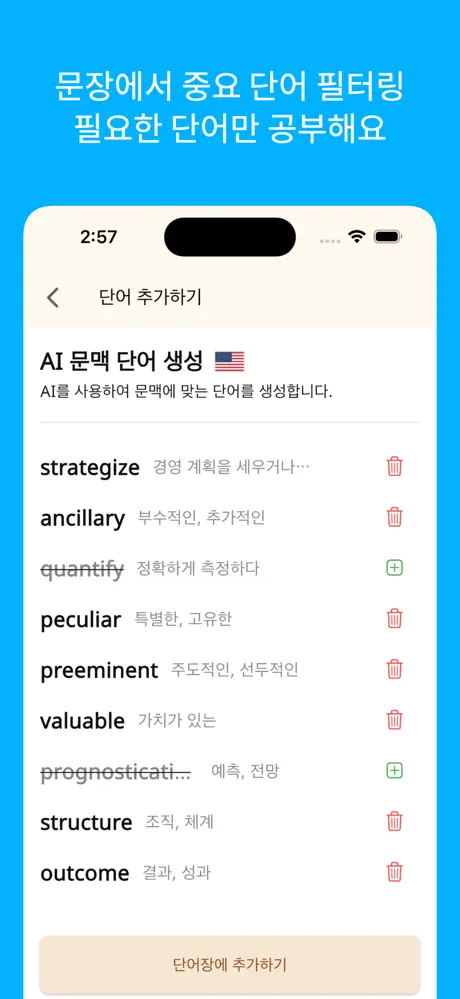 문장에서 중요 단어 필터링
필요한 단어만 공부해요
2:57
단어 추가하기
AI 문맥 단어 생성
AI를 사용하여 문맥에 맞는 단어를 생성합니다.
strategize 경영 계획을 세우거나…
ancillary 부수적인, 추가적인
quantify 정확하게 측정하다
peculiar 특별한, 고유한
preeminent 주도적인, 선두적인
valuable 가치가 있는
prognosticati... 예측, 전망
structure 조직, 체계
outcome 결과, 성과
단어장에 추가하기